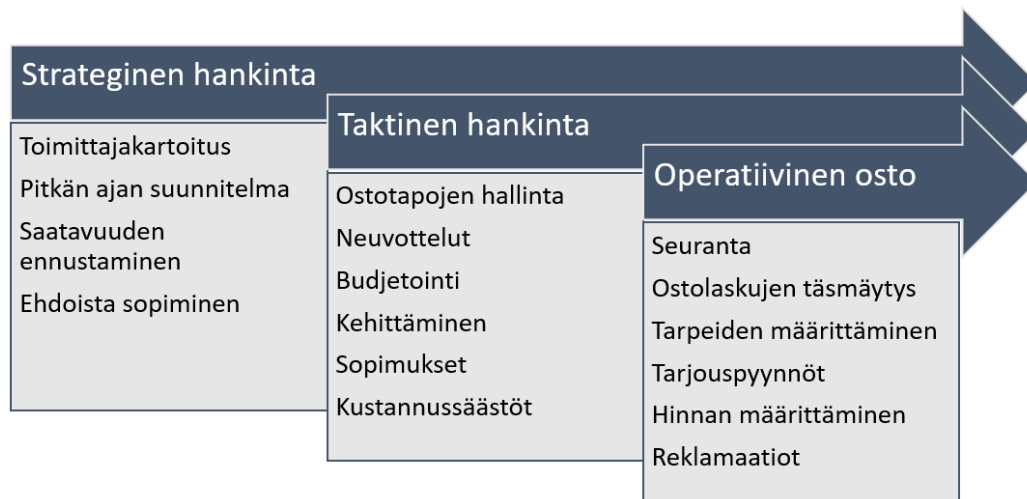 Strateginen hankinta
Toimittajakartoitus
Pitkän ajan suunnitelma
Saatavuuden
ennustaminen
Ehdoista sopiminen
Taktinen hankinta
Ostotapojen hallinta
Neuvottelut
Budjetointi
Kehittäminen
Sopimukset
Kustannussäästöt
Operatiivinen osto
Seuranta
Ostolaskujen täsmäytys
Tarpeiden määrittäminen
Tarjouspyynnöt
Hinnan määrittäminen
Reklamaatiot